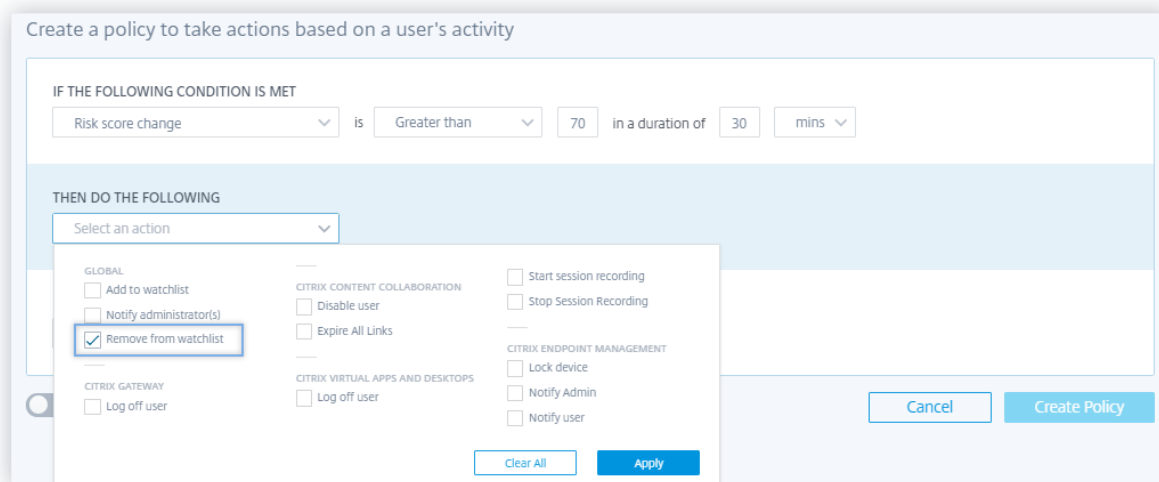 Create a policy to take actions based on a user's activity
IF THE FOLLOWING CONDITION IS MET
Risk score change is Greater than 70 in a duration of 30 mins
THEN DO THE FOLLOWING
Select an action
GLOBAL
Add to watchlist
Notify administrator(s)
Remove from watchlist
CITRIX GATEWAY
Log off user
CITRIX CONTENT COLLABORATION
Disable user
Expire All Links
CITRIX VIRTUAL APPS AND DESKTOPS
Log off user
Start session recording
Stop Session Recording
CITRIX ENDPOINT MANAGEMENT
Lock device
Notify Admin
Notify user
Clear All Apply
Cancel Create Policy